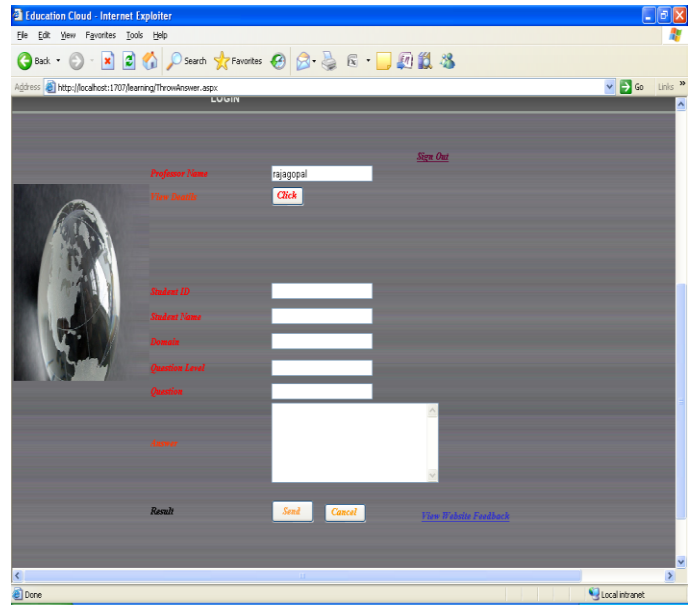 Education Cloud - Internet Exploiter
File Edit View Favorites Tools Help
Back Search Favorites
Address http://localhost:1707/learning/ThrowAnswer.aspx Go Links »
LOGIN
Sign Out
Professor Name rajagopal
View Details Click
Student ID
Student Name
Domain
Question Level
Question
Answer
Result Send Cancel View Website Feedback
Done Local intranet